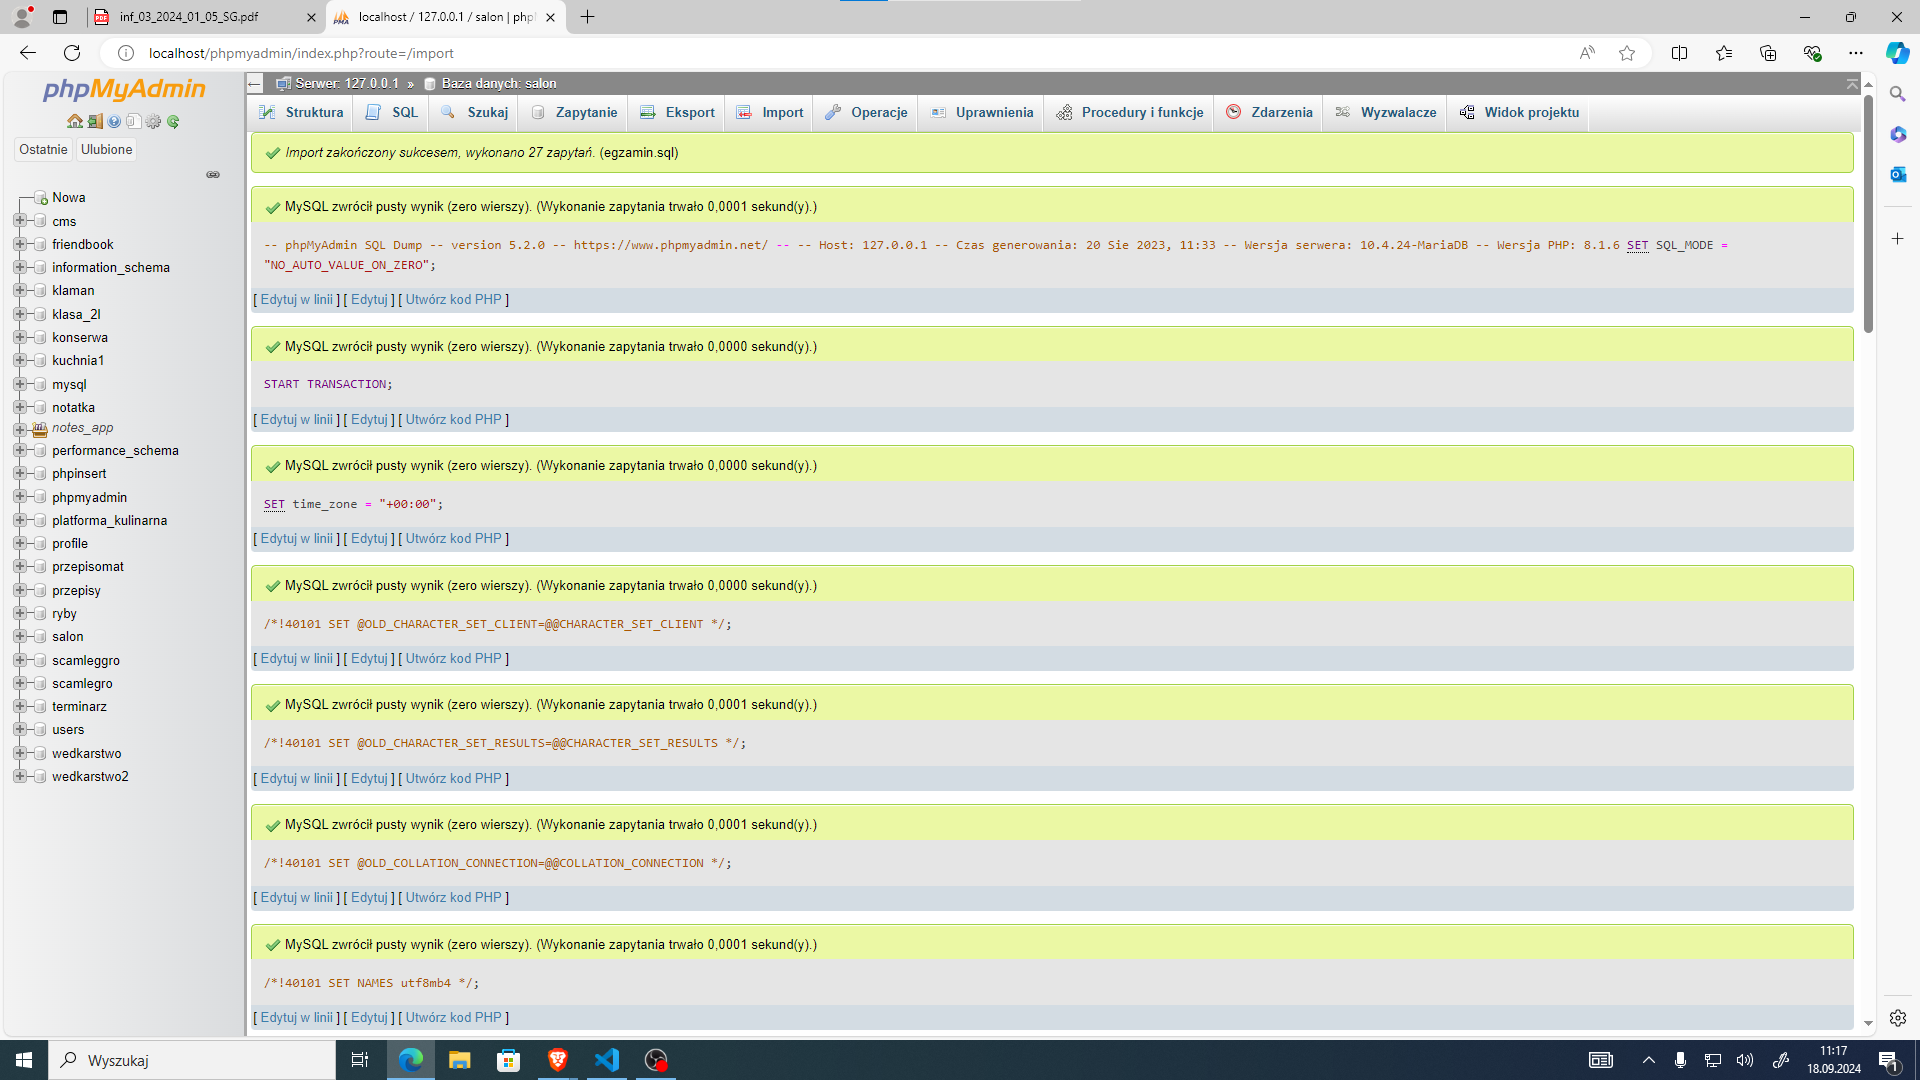 inf_03_2024_01_05_SG.pdf
localhost / 127.0.0.1 / salon | phpl
localhost/phpmyadmin/index.php?route=/import
phpMyAdmin
Ostatnie Ulubione
Nowa
cms
friendbook
information_schema
klaman
klasa_2l
konserwa
kuchnia1
mysql
notatka
notes_app
performance_schema
phpinsert
phpmyadmin
platforma_kulinarna
profile
przepisomat
przepisy
ryby
salon
scamleggro
scamlegro
terminarz
users
wedkarstwo
wedkarstwo2
Serwer: 127.0.0.1 » Baza danych: salon
Struktura SQL Szukaj Zapytanie Eksport Import Operacje Uprawnienia Procedury i funkcje Zdarzenia Wyzwalacze Widok projektu
Import zakończony sukcesem, wykonano 27 zapytań. (egzamin.sql)
MySQL zwrócił pusty wynik (zero wierszy). (Wykonanie zapytania trwało 0,0001 sekund(y).)
-- phpMyAdmin SQL Dump -- version 5.2.0 -- https://www.phpmyadmin.net/ -- -- Host: 127.0.0.1 -- Czas generowania: 20 Sie 2023, 11:33 -- Wersja serwera: 10.4.24-MariaDB -- Wersja PHP: 8.1.6 SET SQL_MODE =
"NO_AUTO_VALUE_ON_ZERO";
[ Edytuj w linii ] [ Edytuj ] [ Utwórz kod PHP ]
MySQL zwrócił pusty wynik (zero wierszy). (Wykonanie zapytania trwało 0,0000 sekund(y).)
START TRANSACTION;
[ Edytuj w linii ] [ Edytuj ] [ Utwórz kod PHP ]
MySQL zwrócił pusty wynik (zero wierszy). (Wykonanie zapytania trwało 0,0000 sekund(y).)
SET time_zone = "+00:00";
[ Edytuj w linii ] [ Edytuj ] [ Utwórz kod PHP ]
MySQL zwrócił pusty wynik (zero wierszy). (Wykonanie zapytania trwało 0,0000 sekund(y).)
/*!40101 SET @OLD_CHARACTER_SET_CLIENT=@@CHARACTER_SET_CLIENT */;
[ Edytuj w linii ] [ Edytuj ] [ Utwórz kod PHP ]
MySQL zwrócił pusty wynik (zero wierszy). (Wykonanie zapytania trwało 0,0001 sekund(y).)
/*!40101 SET @OLD_CHARACTER_SET_RESULTS=@@CHARACTER_SET_RESULTS */;
[ Edytuj w linii ] [ Edytuj ] [ Utwórz kod PHP ]
MySQL zwrócił pusty wynik (zero wierszy). (Wykonanie zapytania trwało 0,0001 sekund(y).)
/*!40101 SET @OLD_COLLATION_CONNECTION=@@COLLATION_CONNECTION */;
[ Edytuj w linii ] [ Edytuj ] [ Utwórz kod PHP ]
MySQL zwrócił pusty wynik (zero wierszy). (Wykonanie zapytania trwało 0,0001 sekund(y).)
/*!40101 SET NAMES utf8mb4 */;
[ Edytuj w linii ] [ Edytuj ] [ Utwórz kod PHP ]
Wyszukaj
11:17
18.09.2024
1